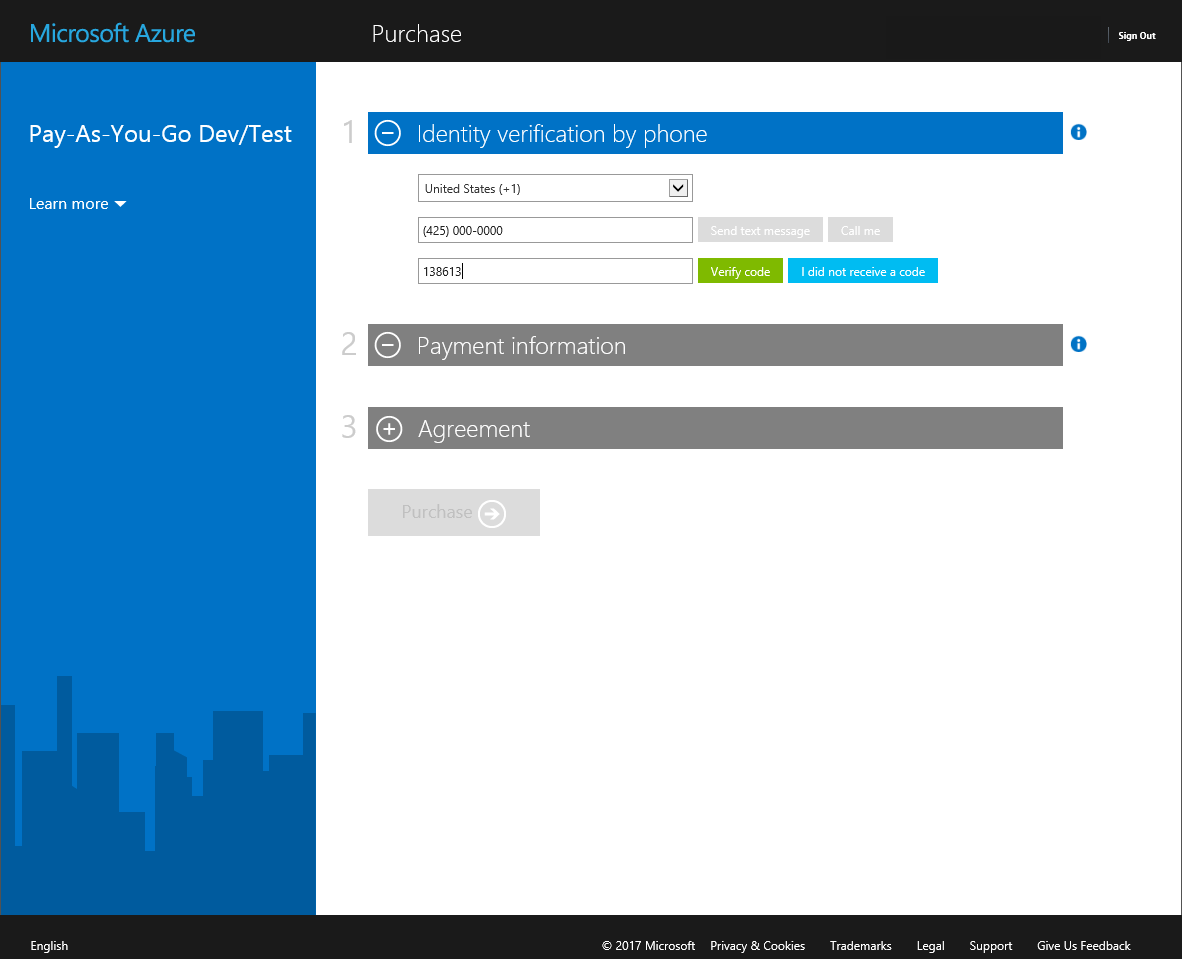 Microsoft Azure
Purchase
Sign Out
Pay-As-You-Go Dev/Test
Learn more
1
Identity verification by phone
United States (+1)
(425) 000-0000
Send text message
Call me
138613
Verify code
I did not receive a code
2
Payment information
3
Agreement
Purchase
English
© 2017 Microsoft
Privacy & Cookies
Trademarks
Legal
Support
Give Us Feedback